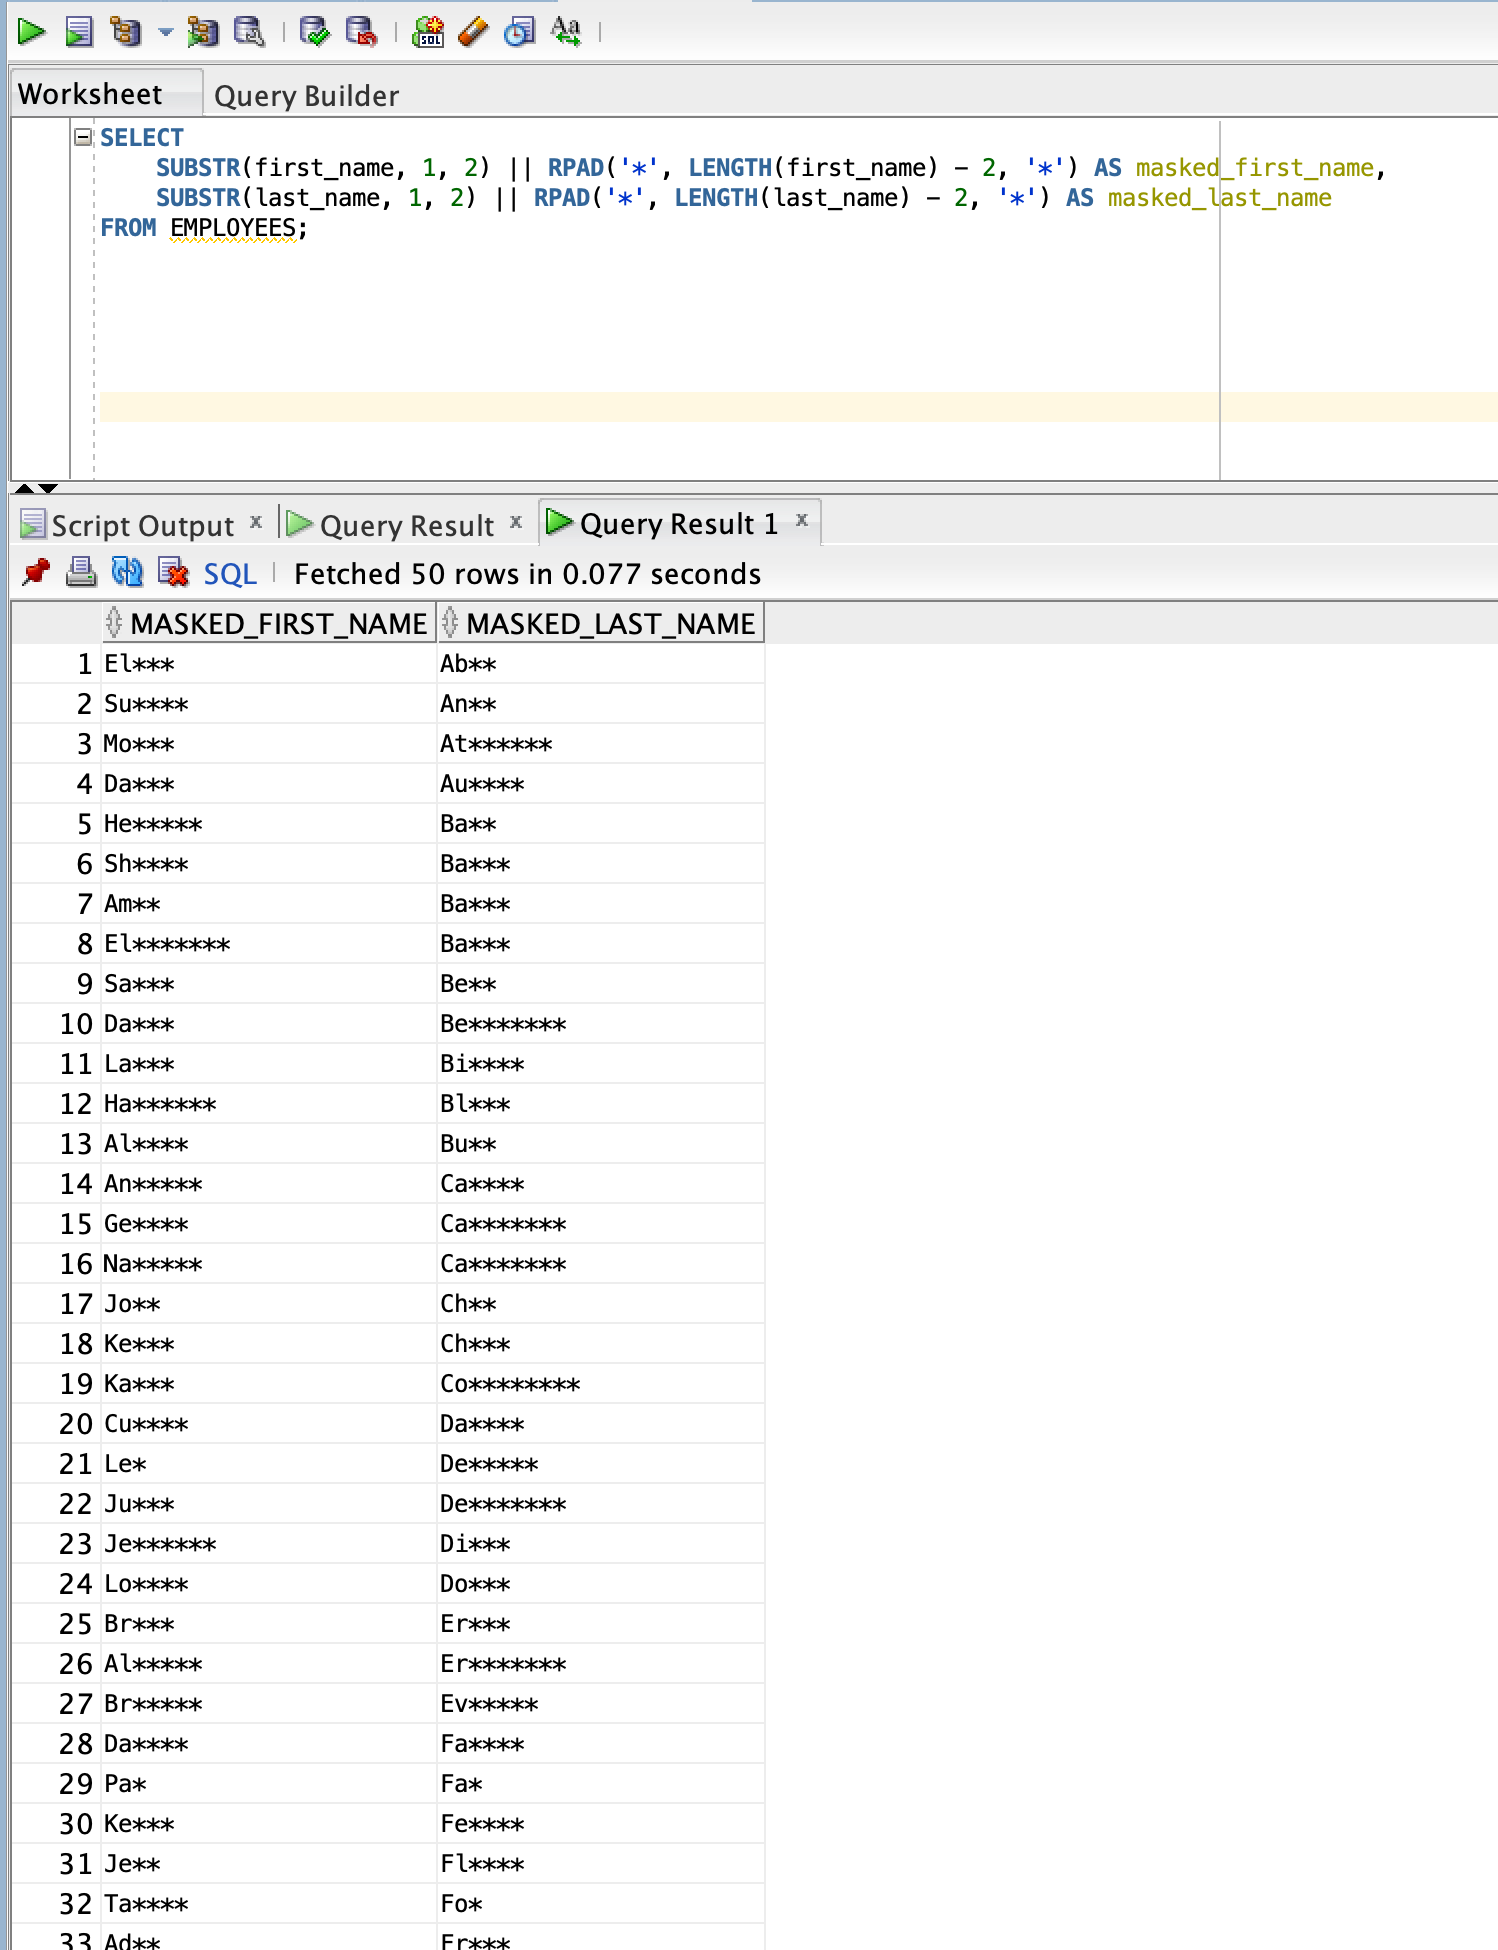 SQL
Aa
Worksheet Query Builder
SELECT
SUBSTR(first_name, 1, 2) || RPAD('*', LENGTH(first_name) - 2, '*') AS masked_first_name,
SUBSTR(last_name, 1, 2) || RPAD('*', LENGTH(last_name) - 2, '*') AS masked_last_name
FROM EMPLOYEES;
Script Output x Query Result x Query Result 1 x
SQL Fetched 50 rows in 0.077 seconds
MASKED_FIRST_NAME MASKED_LAST_NAME
1 El*** Ab**
2 Su**** An**
3 Mo*** At******
4 Da*** Au****
5 He***** Ba**
6 Sh**** Ba***
7 Am** Ba***
8 El******* Ba***
9 Sa*** Be**
10 Da*** Be*******
11 La*** Bi****
12 Ha****** Bl***
13 Al**** Bu**
14 An***** Ca****
15 Ge**** Ca*******
16 Na***** Ca*******
17 Jo** Ch**
18 Ke*** Ch***
19 Ka*** Co********
20 Cu**** Da****
21 Le* De*****
22 Ju*** De*******
23 Je****** Di***
24 Lo**** Do***
25 Br*** Er***
26 Al***** Er*******
27 Br***** Ev*****
28 Da**** Fa****
29 Pa* Fa*
30 Ke*** Fe****
31 Je** Fl****
32 Ta**** Fo*
33 Ad** Fr***